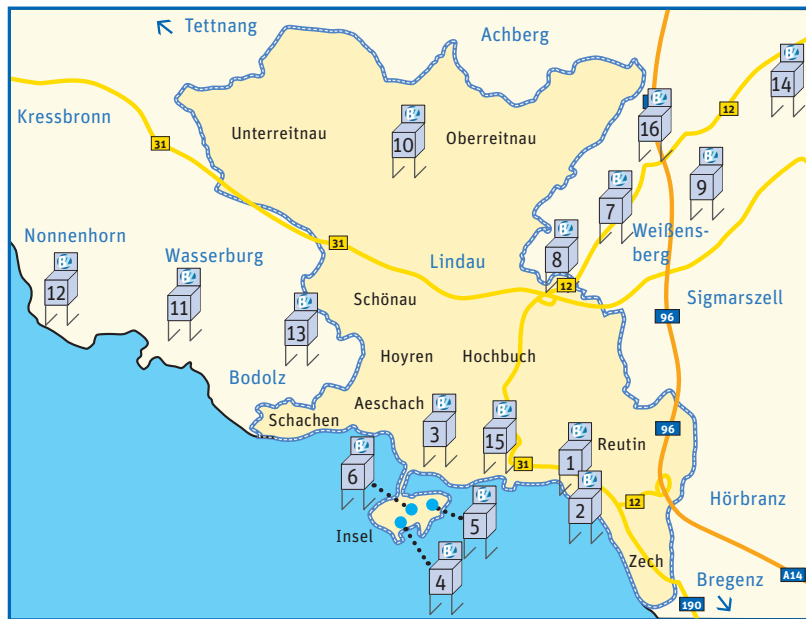 Tettnang
Achberg
14
Kressbronn
12
16
Unterreitnau
10
Oberreitnau
31
9
7
Weißens-
berg
Nonnenhorn
31
Wasserburg
Lindau
8
12
12
11
Schönau
Sigmarszell
13
96
Hoyren
Hochbuch
Bodolz
Aeschach
Schachen
3
15
Reutin
96
1
31
6
12
2
Hörbranz
5
Insel
Zech
4
A14
Bregenz
190